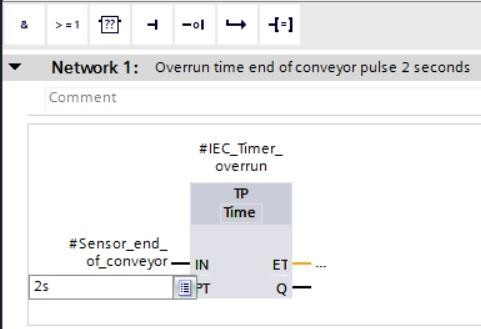 & >=1 ?? -o| -[=]
Network 1: Overrun time end of conveyor pulse 2 seconds
Comment
#IEC_Timer_
overrun
TP
Time
#Sensor_end_
of_conveyor IN ET ...
2s PT Q